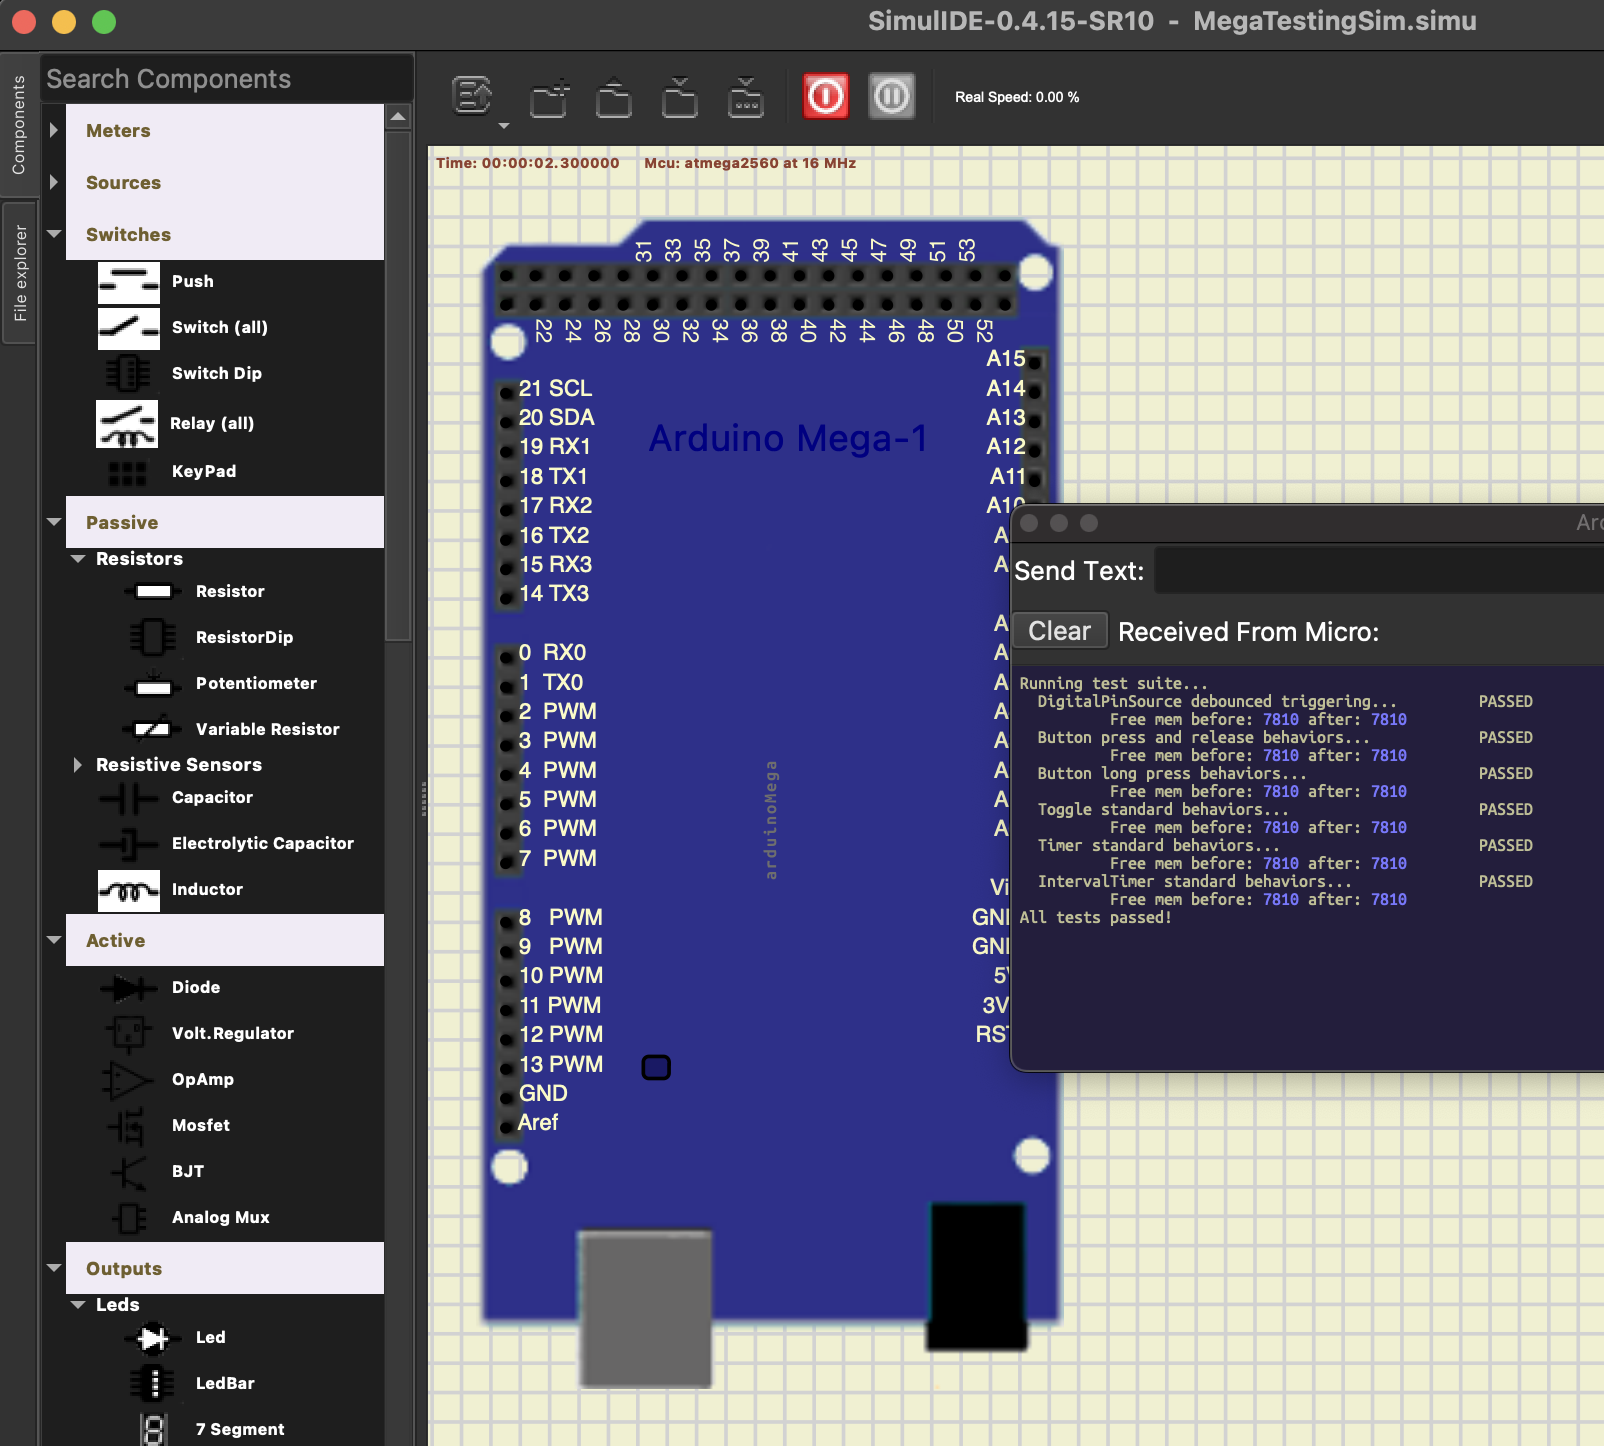 SimulIDE-0.4.15-SR10 - MegaTestingSim.simu
Components
File explorer
Search Components
Meters
Sources
Switches
Push
Switch (all)
Switch Dip
Relay (all)
KeyPad
Passive
Resistors
Resistor
ResistorDip
Potentiometer
Variable Resistor
Resistive Sensors
Capacitor
Electrolytic Capacitor
Inductor
Active
Diode
Volt.Regulator
OpAmp
Mosfet
BJT
Analog Mux
Outputs
Leds
Led
LedBar
7 Segment
Real Speed: 0.00 %
Time: 00:00:02.300000 Mcu: atmega2560 at 16 MHz
31 33 35 37 39 41 43 45 47 49 51 53
22 24 26 28 30 32 34 36 38 40 42 44 46 48 50 52
21 SCL
20 SDA
19 RX1
18 TX1
17 RX2
16 TX2
15 RX3
14 TX3
0 RX0
1 TX0
2 PWM
3 PWM
4 PWM
5 PWM
6 PWM
7 PWM
8 PWM
9 PWM
10 PWM
11 PWM
12 PWM
13 PWM
GND
Aref
Arduino Mega-1
arduinoMega
A15
A14
A13
A12
A11
A10
A
A
A
A
A
A
A
A
A
A
Vi
GN
GN
5
3V
RS
Send Text:
Clear Received From Micro:
Running test suite...
DigitalPinSource debounced triggering... PASSED
Free mem before: 7810 after: 7810
Button press and release behaviors... PASSED
Free mem before: 7810 after: 7810
Button long press behaviors... PASSED
Free mem before: 7810 after: 7810
Toggle standard behaviors... PASSED
Free mem before: 7810 after: 7810
Timer standard behaviors... PASSED
Free mem before: 7810 after: 7810
IntervalTimer standard behaviors... PASSED
Free mem before: 7810 after: 7810
All tests passed!